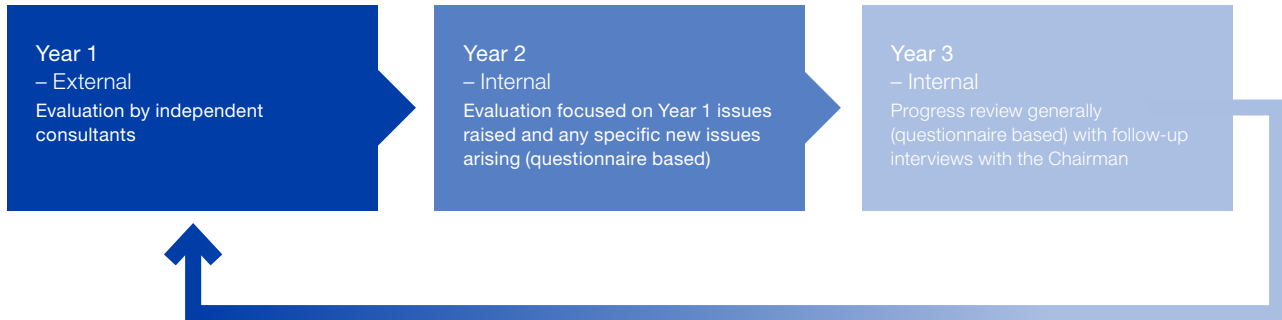 Year 1
– External
Evaluation by independent
consultants
Year 2
– Internal
Evaluation focused on Year 1 issues
raised and any specific new issues
arising (questionnaire based)
Year 3
– Internal
Progress review generally
(questionnaire based) with follow-up
interviews with the Chairman